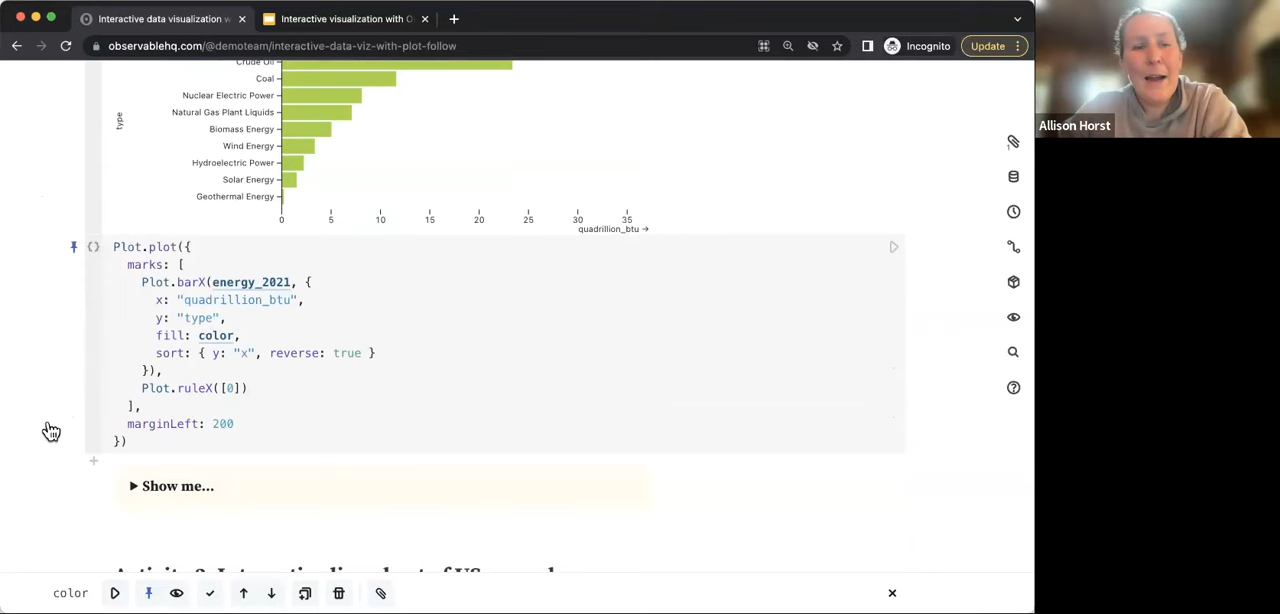 Interactive data visualization w
Interactive visualization with O
observablehq.com/@demoteam/interactive-data-viz-with-plot-follow
Incognito
Update
Allison Horst
Crude Oil
Coal
Nuclear Electric Power
Natural Gas Plant Liquids
Biomass Energy
Wind Energy
Hydroelectric Power
Solar Energy
Geothermal Energy
type
0 5 10 15 20 25 30 35
quadrillion_btu →
Plot.plot({
marks: [
Plot.barX(energy_2021, {
x: "quadrillion_btu",
y: "type",
fill: color,
sort: { y: "x", reverse: true }
}),
Plot.ruleX([0])
],
marginLeft: 200
})
Show me...
color